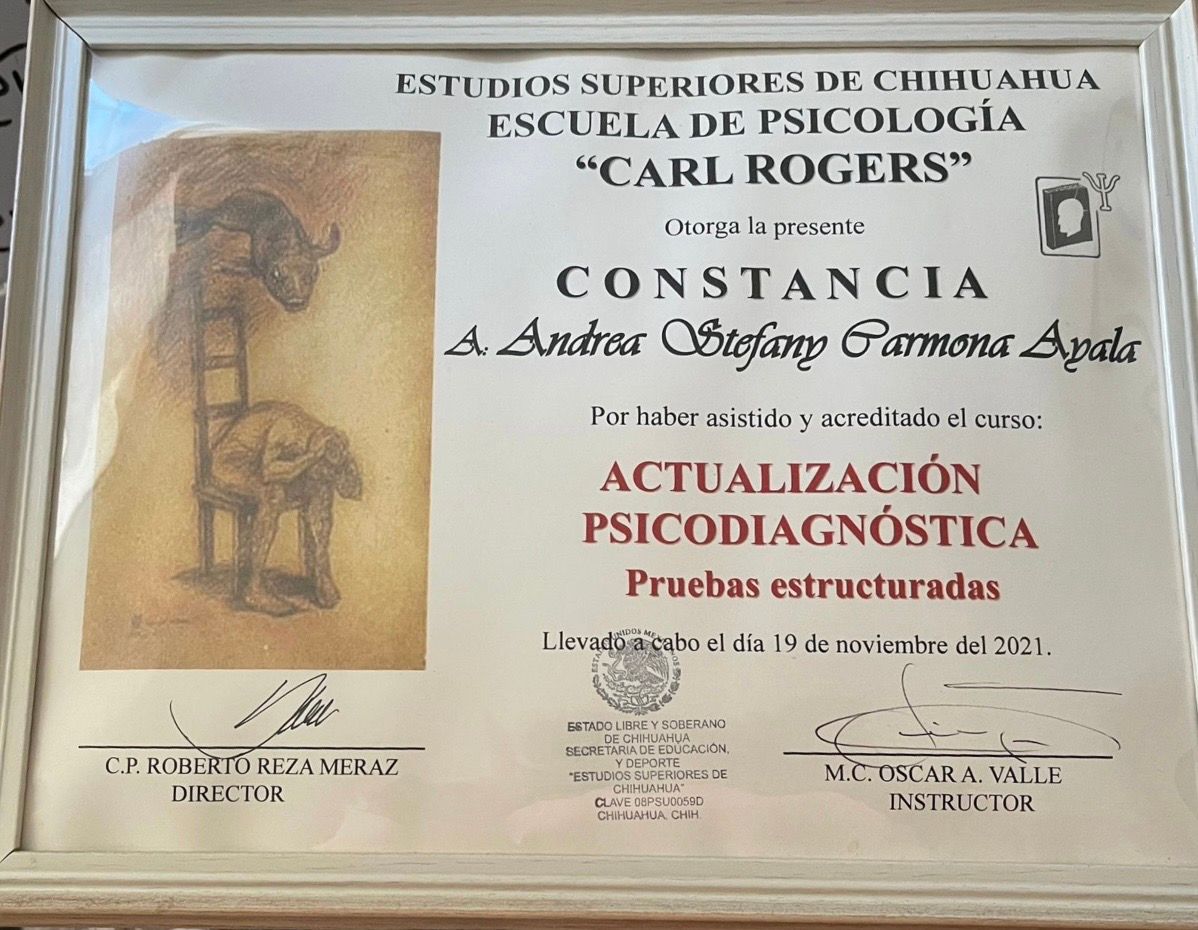 ESTUDIOS SUPERIORES DE CHIHUAHUA
ESCUELA DE PSICOLOGÍA
“CARL ROGERS”
Otorga la presente
CONSTANCIA
A: Andrea Stefany Carmona Ayala
Por haber asistido y acreditado el curso:
ACTUALIZACIÓN
PSICODIAGNÓSTICA
Pruebas estructuradas
Llevado a cabo el día 19 de noviembre del 2021.
ESTADO LIBRE Y SOBERANO
DE CHIHUAHUA
SECRETARIA DE EDUCACIÓN,
Y DEPORTE
"ESTUDIOS SUPERIORES DE
CHIHUAHUA"
CLAVE 08PSU0059D
CHIHUAHUA, CHIH.
C.P. ROBERTO REZA MERAZ
DIRECTOR
M.C. OSCAR A. VALLE
INSTRUCTOR